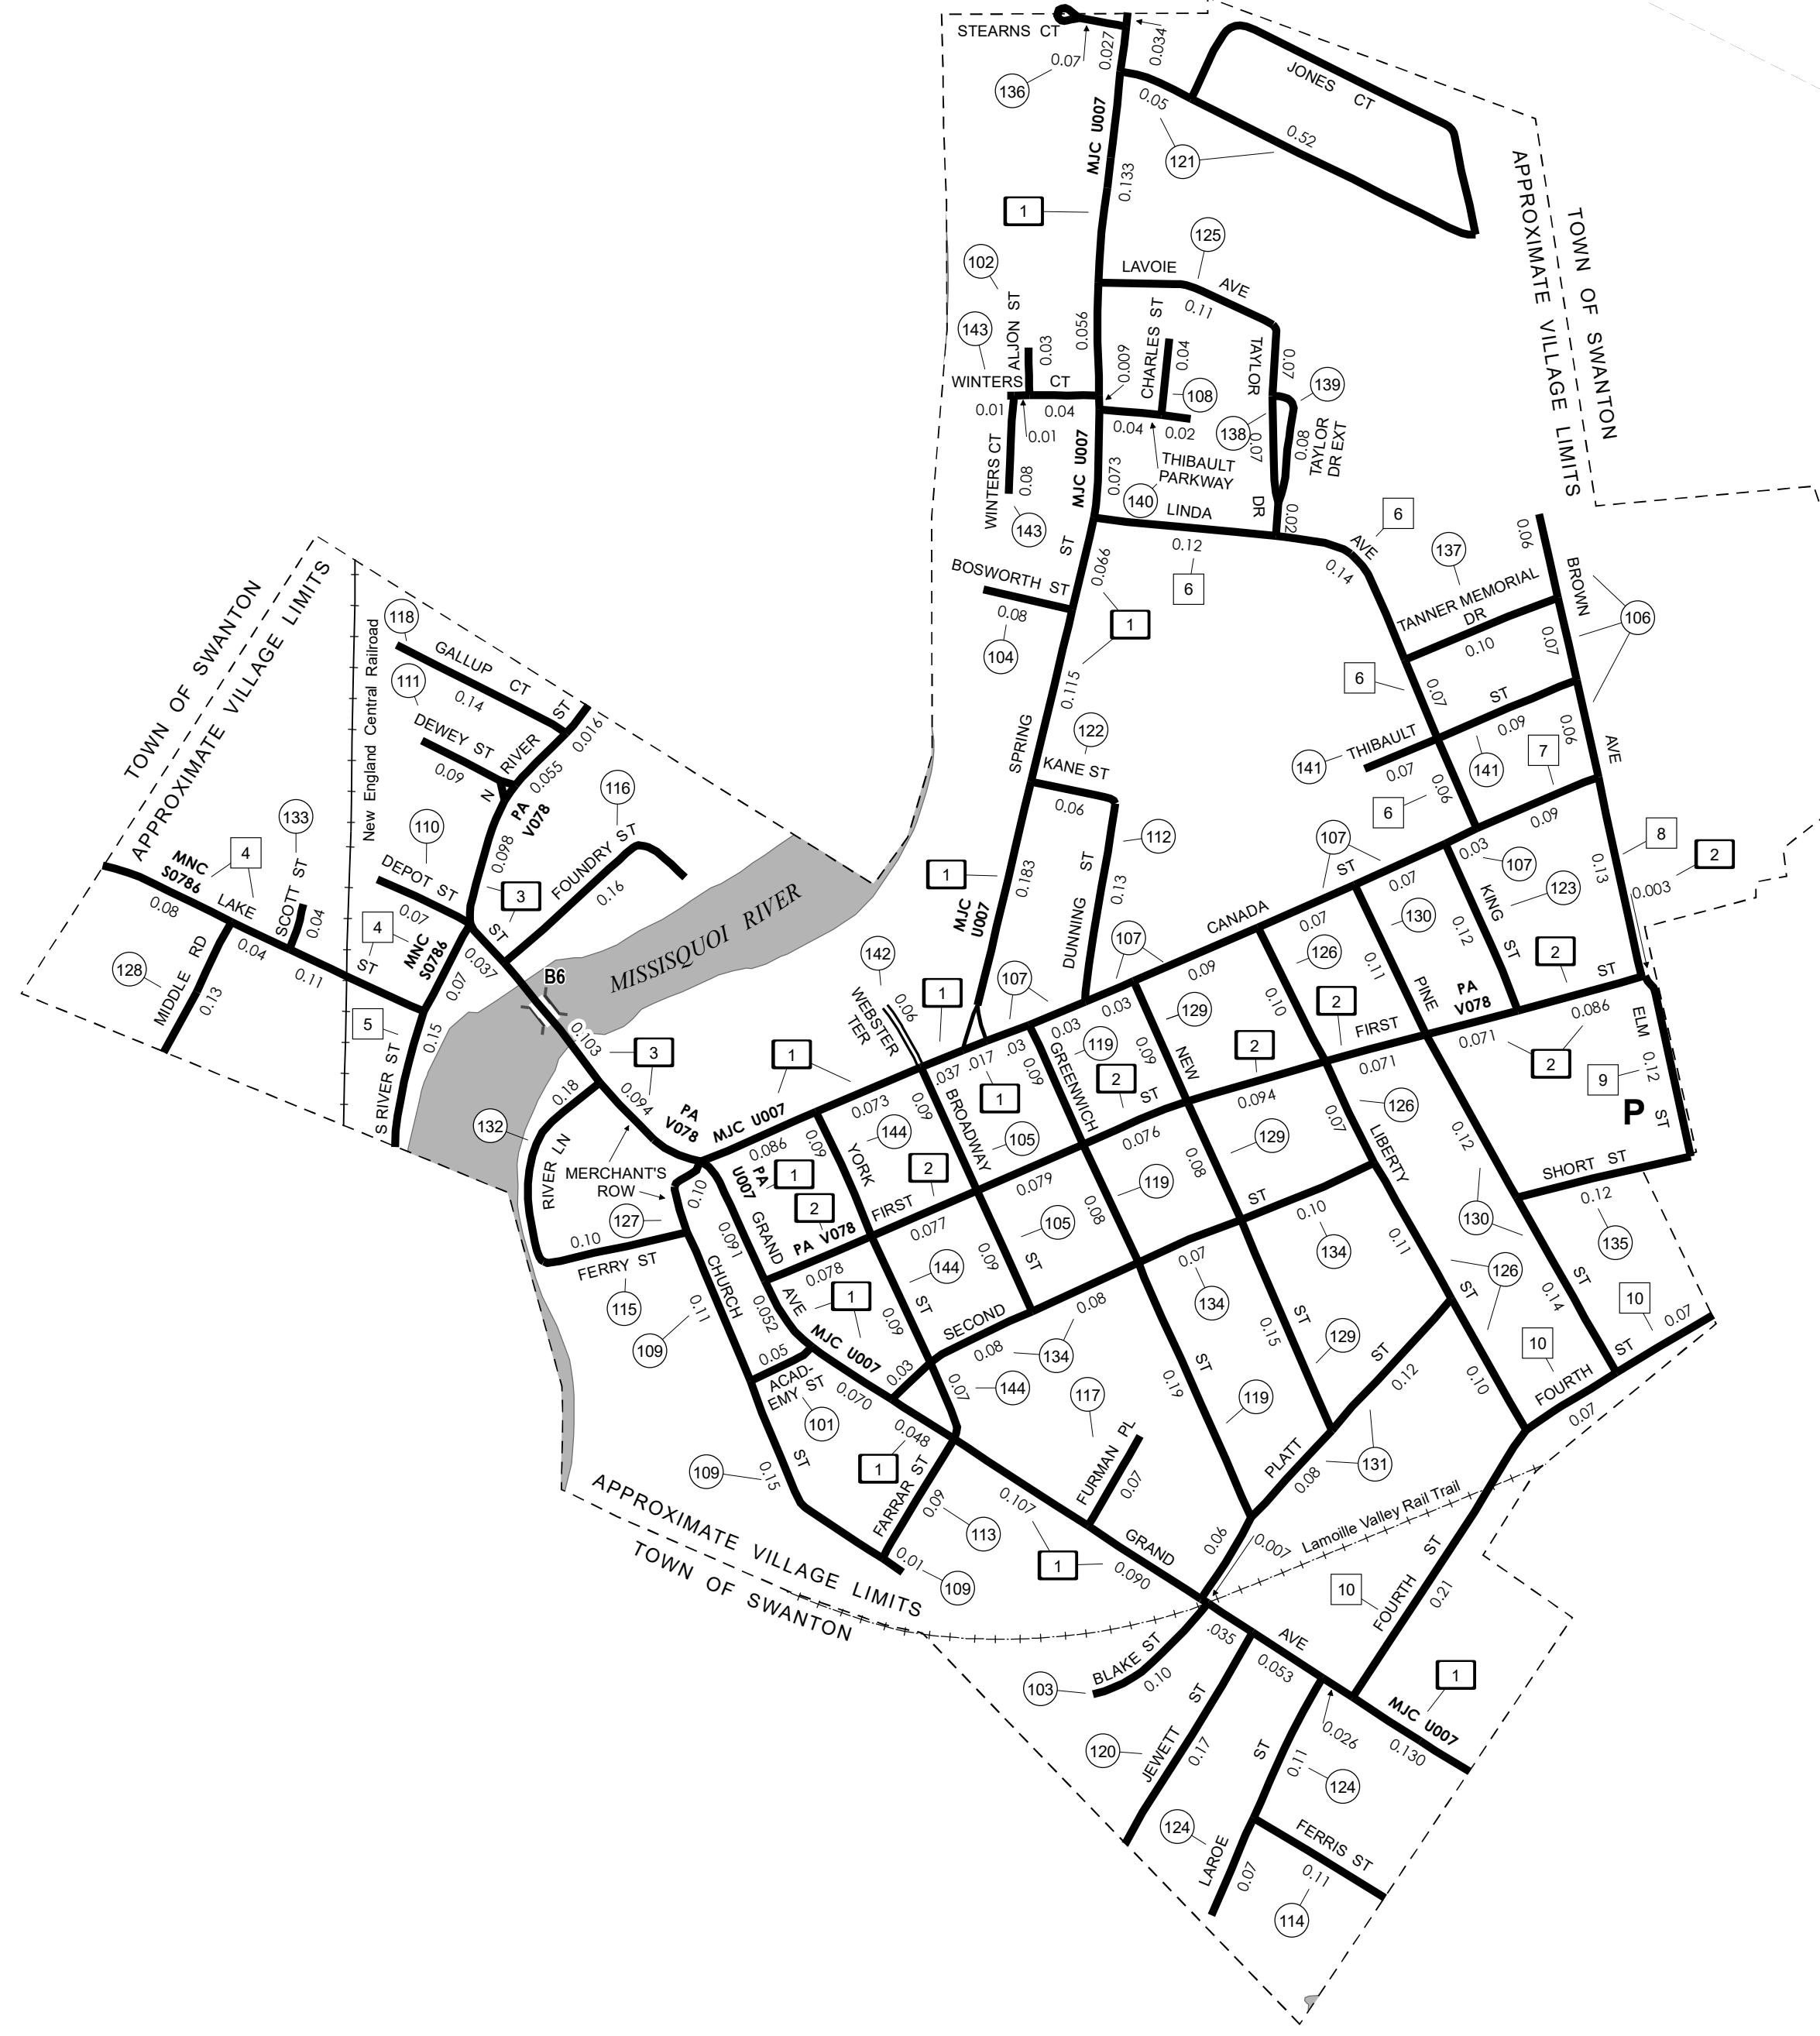 STEARNS CT
0.07
0.027
0.034
136
MJC U007
0.05
JONES CT
0.52
121
0.133
1
TOWN OF SWANTON
APPROXIMATE VILLAGE LIMITS
125
LAVOIE AVE
0.11
102
ALJON ST
0.03
143
WINTERS CT
0.056
0.009
CHARLES ST
0.04
108
TAYLOR DR
0.07
139
138
0.07
0.08
TAYLOR
DR EXT
0.01
0.04
0.01
0.04
0.02
WINTERS CT
0.08
143
MJC U007
0.073
THIBAULT
PARKWAY
140
LINDA AVE
0.02
0.12
6
6
0.14
BOSWORTH ST
0.08
104
0.066
1
0.115
SPRING ST
137
TANNER MEMORIAL
DR
0.10
0.06
BROWN AVE
106
0.07
6
0.07
THIBAULT ST
0.09
0.06
141
0.07
141
7
6
0.06
0.09
8
0.13
2
0.003
122
KANE ST
0.06
112
DUNNING ST
0.13
1
0.183
MJC
U007
TOWN OF SWANTON
APPROXIMATE VILLAGE LIMITS
New England Central Railroad
118
GALLUP CT
0.14
111
DEWEY ST
0.09
N RIVER ST
0.016
0.055
PA
V078
0.098
116
FOUNDRY ST
0.16
110
DEPOT ST
0.07
3
133
SCOTT ST
0.04
MNC
S0786
4
0.08
LAKE ST
0.04
0.11
4
MNC
S0786
0.07
0.037
128
MIDDLE RD
0.13
5
0.15
S RIVER ST
B6
MISSISQUOI RIVER
0.103
3
0.094
PA
V078
0.18
132
RIVER LN
MERCHANT'S
ROW
127
0.10
0.10
FERRY ST
115
142
WEBSTER
TER
0.06
1
107
107
CANADA ST
107
107
0.03
0.07
0.07
0.09
0.03
0.03
.03
.017
.037
1
1
MJC U007
0.073
0.086
PA
U007
1
GRAND AVE
0.091
2
PA V078
FIRST ST
0.09
YORK ST
144
0.09
BROADWAY ST
105
2
0.077
0.078
0.079
0.09
GREENWICH ST
119
2
0.09
NEW ST
129
0.076
0.094
2
0.10
126
2
FIRST ST
0.071
0.11
130
PINE ST
PA
V078
0.071
KING ST
0.12
123
2
0.086
2
ELM ST
0.12
9
P
SHORT ST
0.12
135
0.07
LIBERTY ST
126
0.12
130
129
0.08
119
0.08
105
0.09
144
0.09
SECOND ST
0.03
0.08
134
0.08
0.07
134
0.10
134
0.11
126
0.14
10
0.07
10
FOURTH ST
0.07
0.10
0.15
129
PLATT ST
0.12
131
0.08
0.19
119
CHURCH ST
0.11
109
0.052
1
MJC U007
0.05
ACAD-
EMY ST
101
0.070
0.048
1
0.07
144
109
0.15
FARRAR ST
0.09
113
0.01
109
117
FURMAN PL
0.07
0.107
1
GRAND AVE
0.090
0.06
0.007
Lamoille Valley Rail Trail
APPROXIMATE VILLAGE LIMITS
TOWN OF SWANTON
10
FOURTH ST
0.21
.035
BLAKE ST
0.10
103
0.053
JEWETT ST
0.17
120
0.026
MJC U007
1
0.130
LAROE ST
0.11
124
124
0.07
FERRIS ST
0.11
114